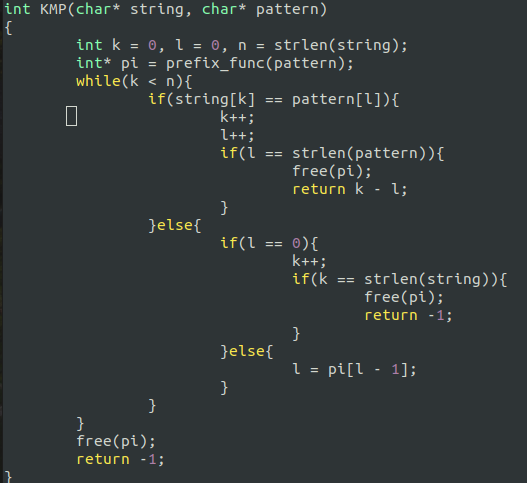 int KMP(char* string, char* pattern)
{
        int k = 0, l = 0, n = strlen(string);
        int* pi = prefix_func(pattern);
        while(k < n){
                if(string[k] == pattern[l]){
                        k++;
                        l++;
                        if(l == strlen(pattern)){
                                free(pi);
                                return k - l;
                        }
                }else{
                        if(l == 0){
                                k++;
                                if(k == strlen(string)){
                                        free(pi);
                                        return -1;
                                }
                        }else{
                                l = pi[l - 1];
                        }
                }
        }
        free(pi);
        return -1;
}